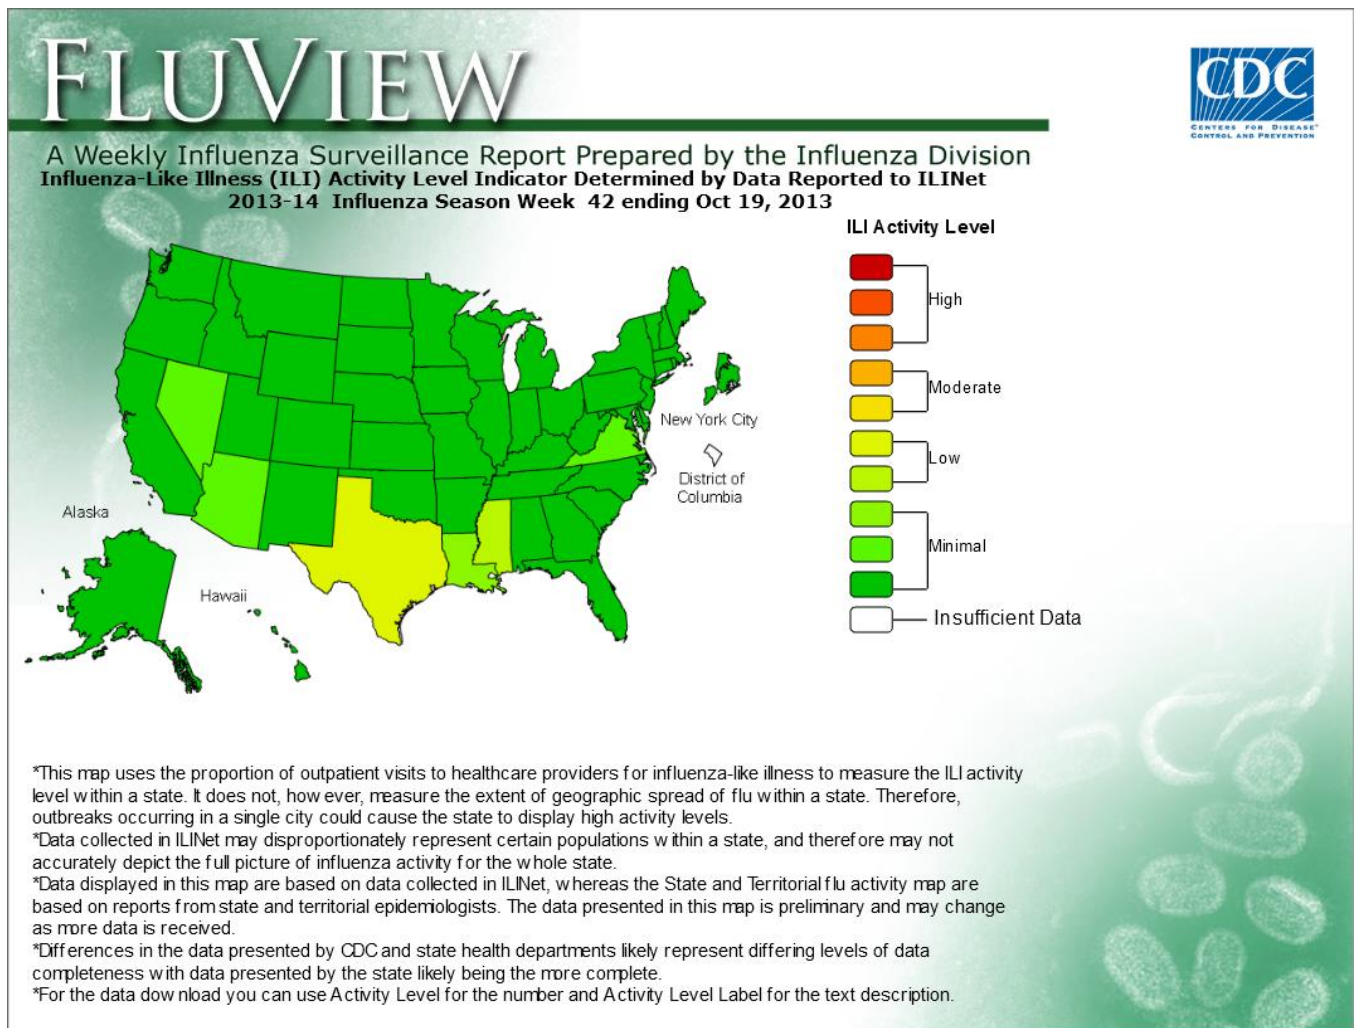 FLUVIEW
CDC
CENTERS FOR DISEASE
CONTROL AND PREVENTION
A Weekly Influenza Surveillance Report Prepared by the Influenza Division
Influenza-Like Illness (ILI) Activity Level Indicator Determined by Data Reported to ILINet
2013-14 Influenza Season Week 42 ending Oct 19, 2013
ILI Activity Level
High
Moderate
Low
Minimal
Insufficient Data
New York City
District of
Columbia
Alaska
Hawaii
*This map uses the proportion of outpatient visits to healthcare providers for influenza-like illness to measure the ILI activity
level within a state. It does not, however, measure the extent of geographic spread of flu within a state. Therefore,
outbreaks occurring in a single city could cause the state to display high activity levels.
*Data collected in ILINet may disproportionately represent certain populations within a state, and therefore may not
accurately depict the full picture of influenza activity for the whole state.
*Data displayed in this map are based on data collected in ILINet, whereas the State and Territorial flu activity map are
based on reports from state and territorial epidemiologists. The data presented in this map is preliminary and may change
as more data is received.
*Differences in the data presented by CDC and state health departments likely represent differing levels of data
completeness with data presented by the state likely being the more complete.
*For the data download you can use Activity Level for the number and Activity Level Label for the text description.